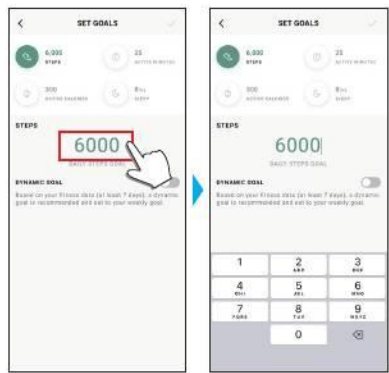 SET GOALS
6,000
STEPS
25
ACTIVE MINUTES
300
ACTIVE CALORIES
8
SLEEP
STEPS
6000
DAILY STEPS GOAL
DYNAMIC GOAL
Based on your fitness data (at least 7 days), a dynamic
goal is recommended and set to your weekly goal.
SET GOALS
6,000
STEPS
25
ACTIVE MINUTES
300
ACTIVE CALORIES
8
SLEEP
STEPS
6000
DAILY STEPS GOAL
DYNAMIC GOAL
Based on your fitness data (at least 7 days), a dynamic
goal is recommended and set to your weekly goal.
1
2
ABC
3
DEF
4
GHI
5
JKL
6
MNO
7
PQRS
8
TUV
9
WXYZ
0